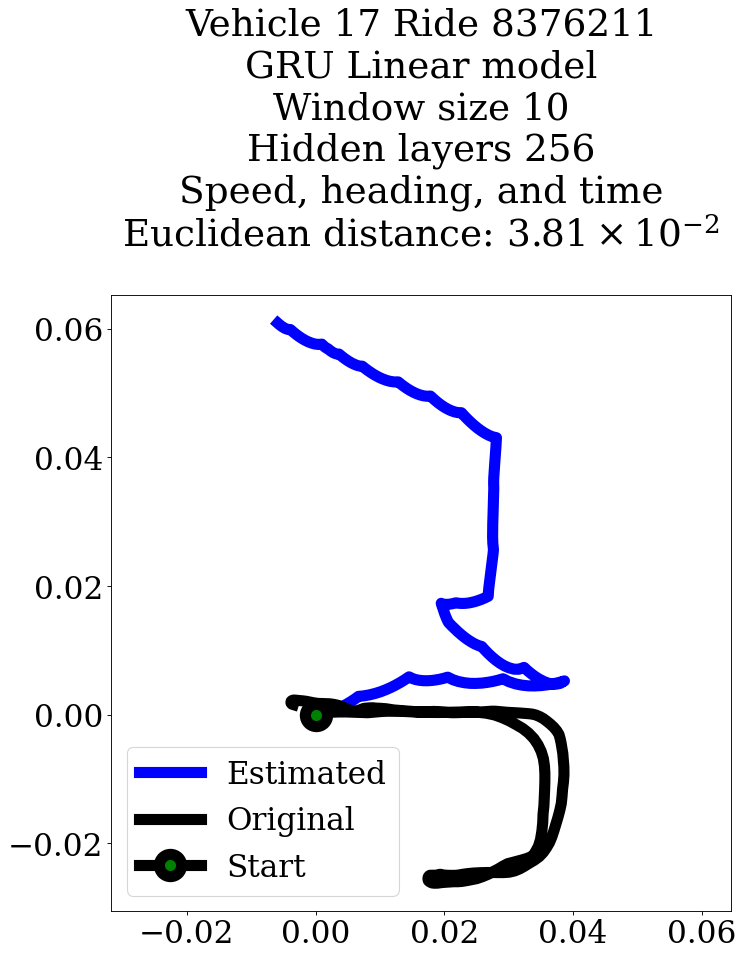 Vehicle 17 Ride 8376211
GRU Linear model
Window size 10
Hidden layers 256
Speed, heading, and time
Euclidean distance: 3.81 × 10⁻²
0.06
0.04
0.02
0.00
−0.02
Estimated
Original
Start
−0.02 0.00 0.02 0.04 0.06